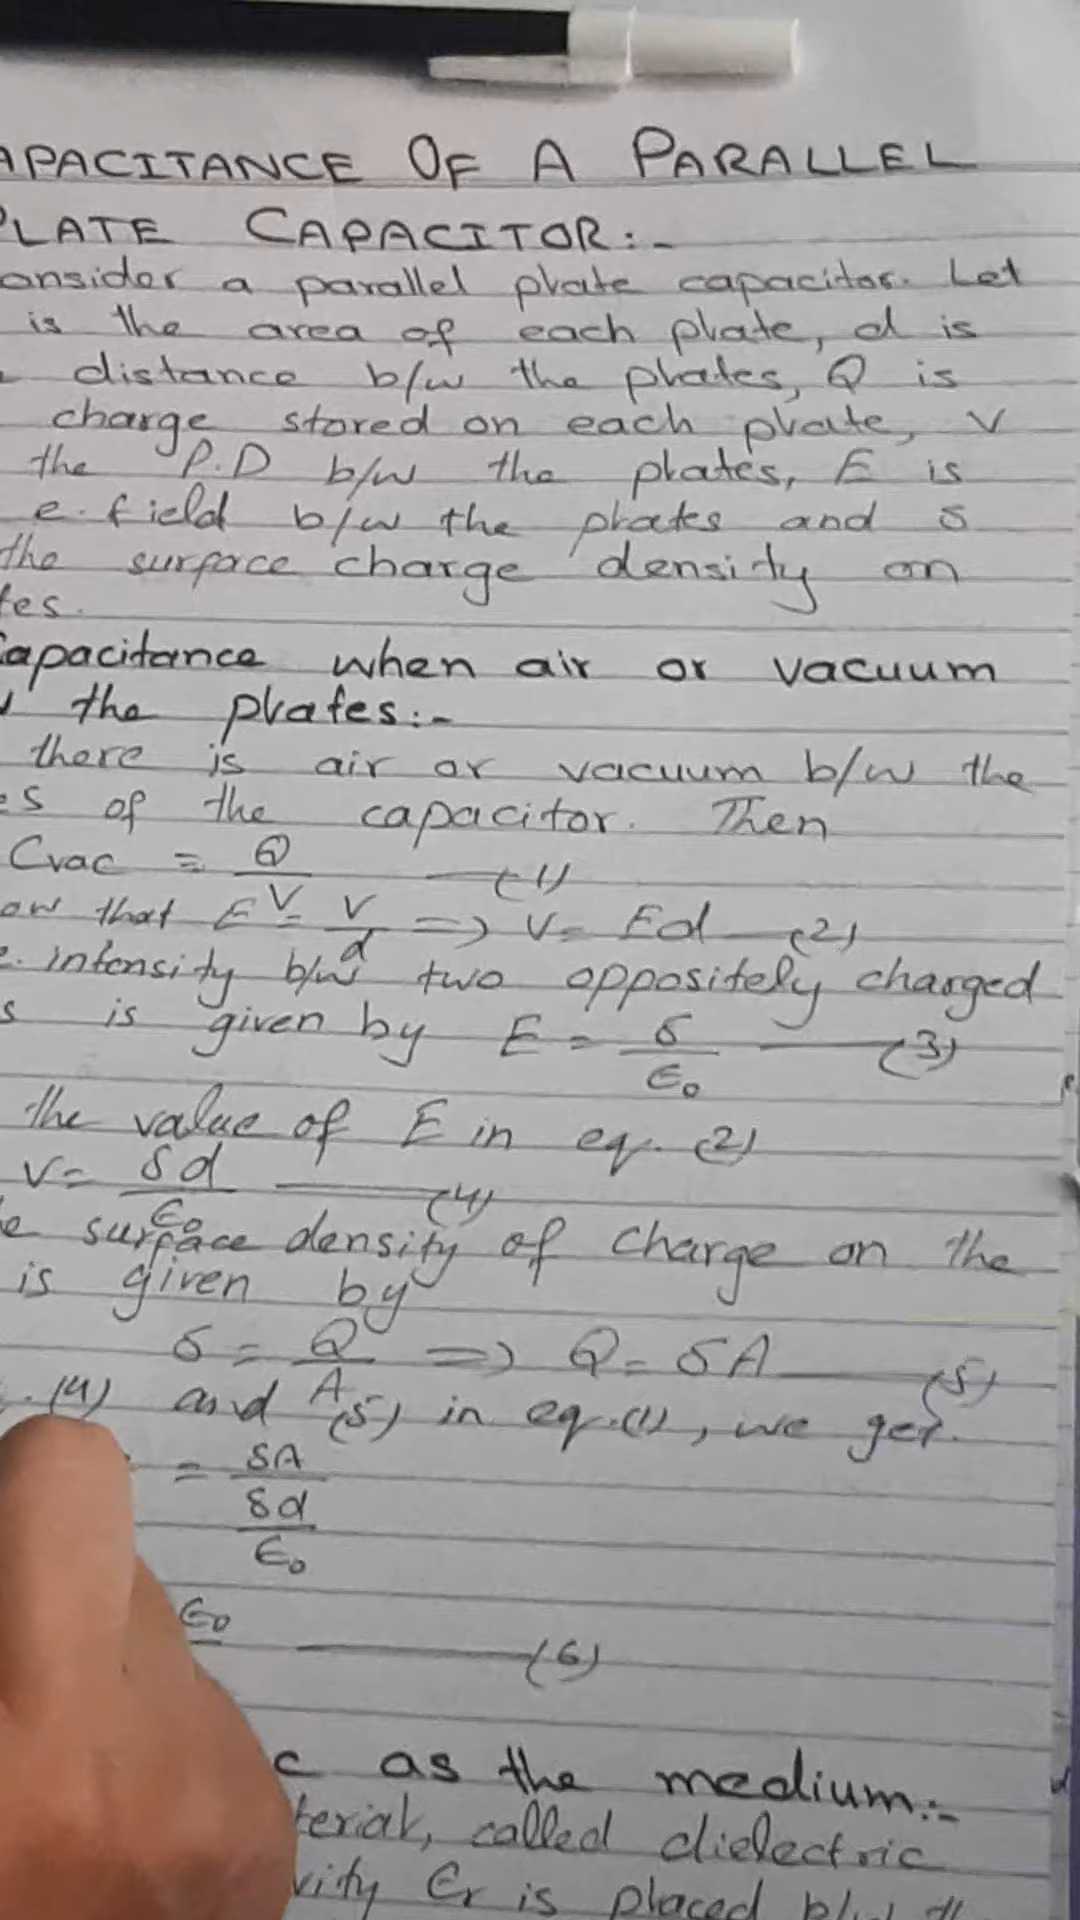 APACITANCE OF A PARALLEL
PLATE CAPACITOR:-
onsider a parallel plate capacitor. Let
is the area of each plate, d is
distance b/w the plates, Q is
charge stored on each plate, V
the P.D b/w the plates, E is
e. field b/w the plates and δ
the surface charge density on
tes.
Capacitance when air or vacuum
the plates:-
there is air or vacuum b/w the
es of the capacitor. Then
Cvac = Q/V —(1)
ow that E = V/d => V = Ed —(2)
e. intensity b/w two oppositely charged
s is given by E = δ/ϵ₀ —(3)
the value of E in eq. (2)
V = δd/ϵ₀ —(4)
e surface density of charge on the
is given by
δ = Q/A => Q = δA —(5)
. (4) and (5) in eq.(1), we get.
= δA/(δd/ϵ₀)
ϵ₀ —(6)
c as the medium:-
terial, called dielectric
vity ϵr is placed b/w th